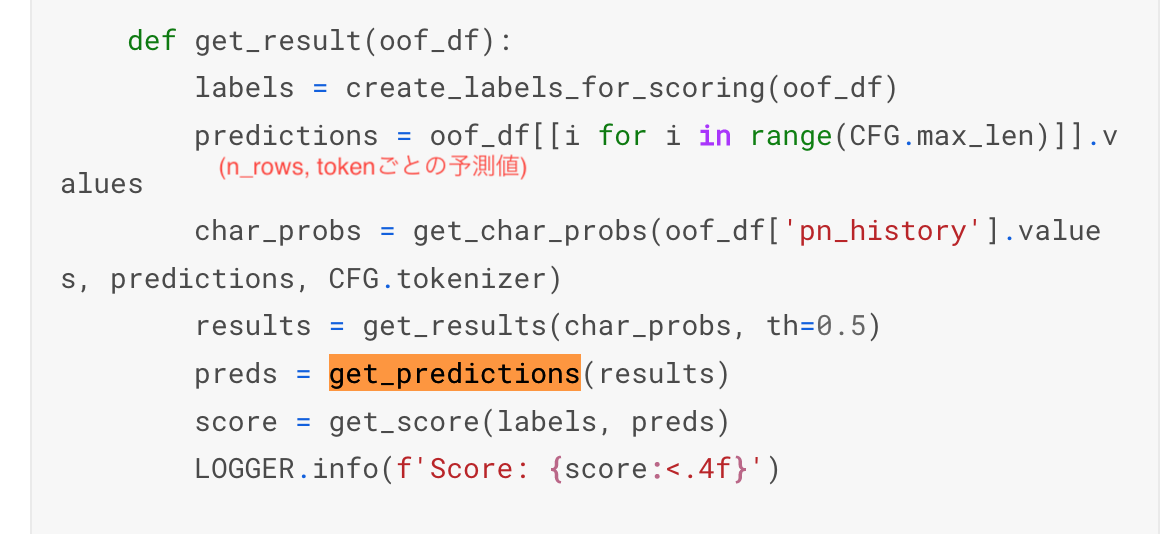 def get_result(oof_df):
labels = create_labels_for_scoring(oof_df)
predictions = oof_df[[i for i in range(CFG.max_len)]].v
(n_rows, tokenごとの予測値)
alues
char_probs = get_char_probs(oof_df['pn_history'].value
s, predictions, CFG.tokenizer)
results = get_results(char_probs, th=0.5)
preds = get_predictions(results)
score = get_score(labels, preds)
LOGGER.info(f'Score: {score:<.4f}')